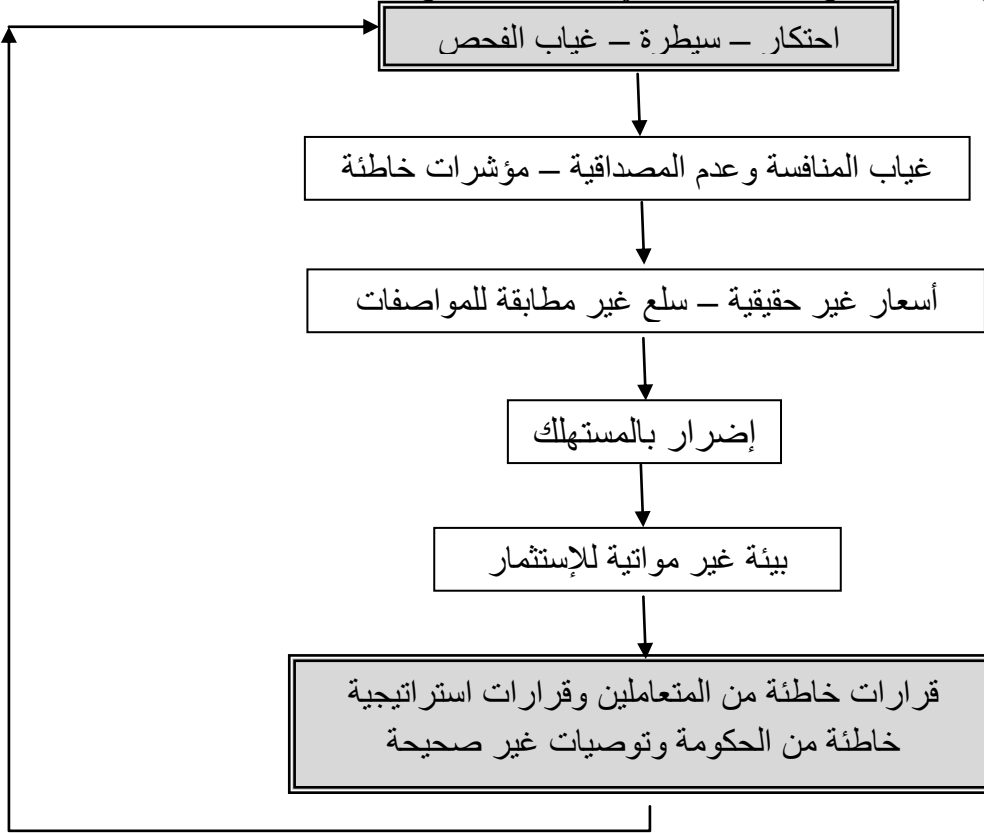 احتكار – سيطرة – غياب الفحص
غياب المنافسة وعدم المصداقية – مؤشرات خاطئة
أسعار غير حقيقية – سلع غير مطابقة للمواصفات
إضرار بالمستهلك
بيئة غير مواتية للإستثمار
قرارات خاطئة من المتعاملين وقرارات استراتيجية
خاطئة من الحكومة وتوصيات غير صحيحة